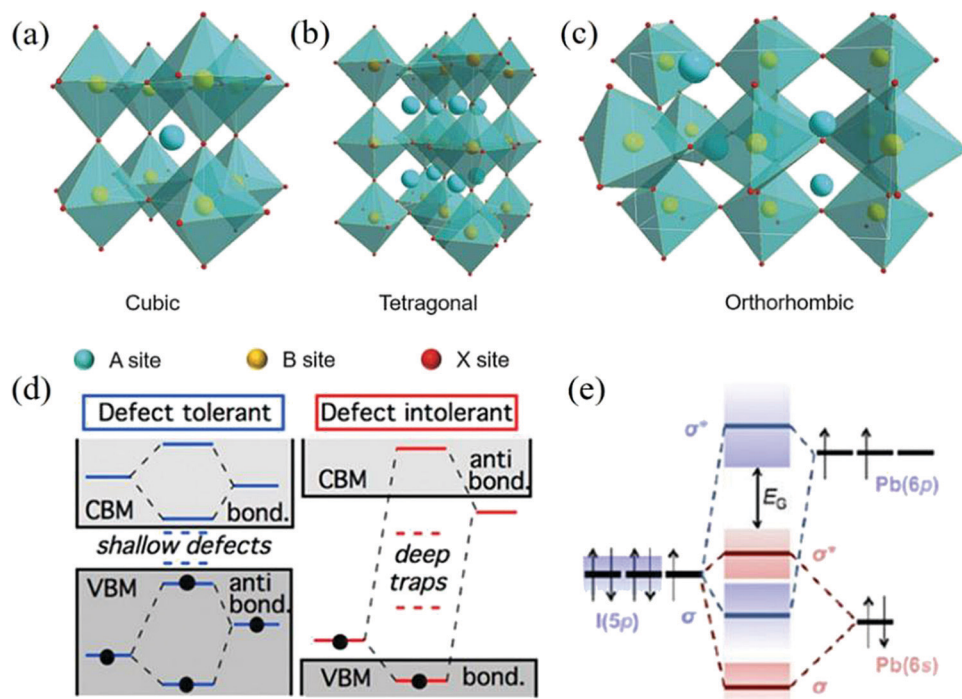 (a)
(b)
(c)
Cubic
Tetragonal
Orthorhombic
A site
B site
X site
(d)
Defect tolerant
Defect intolerant
CBM
bond.
shallow defects
VBM
anti
bond.
anti
bond.
CBM
deep
traps
VBM
bond.
(e)
σ*
Pb(6p)
E_G
σ*
I(5p)
σ
Pb(6s)
σ